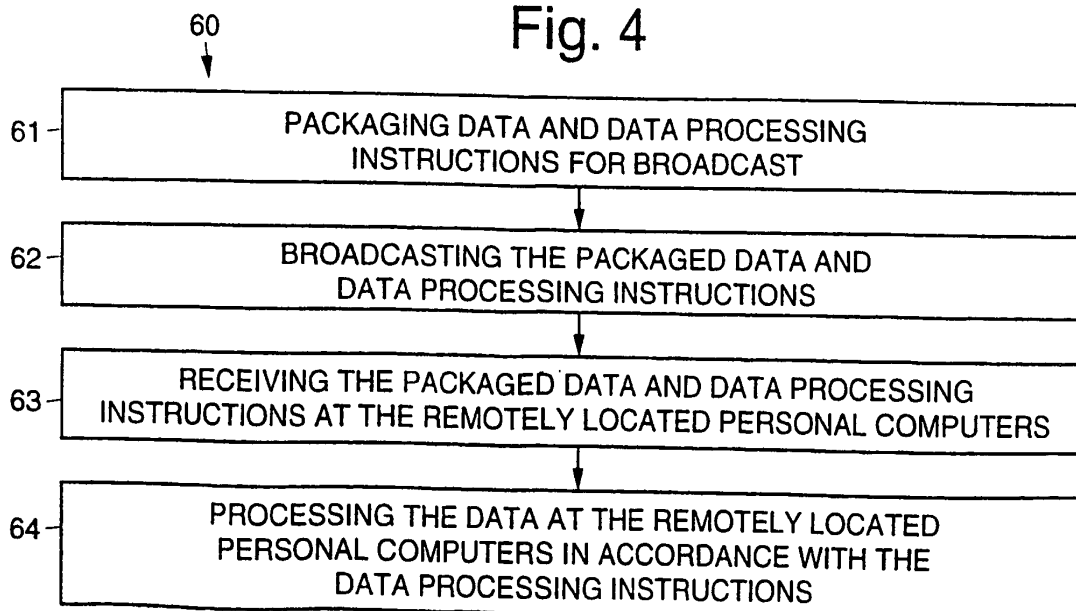 Fig. 4
60
61
PACKAGING DATA AND DATA PROCESSING
INSTRUCTIONS FOR BROADCAST
62
BROADCASTING THE PACKAGED DATA AND
DATA PROCESSING INSTRUCTIONS
63
RECEIVING THE PACKAGED DATA AND DATA PROCESSING
INSTRUCTIONS AT THE REMOTELY LOCATED PERSONAL COMPUTERS
64
PROCESSING THE DATA AT THE REMOTELY LOCATED
PERSONAL COMPUTERS IN ACCORDANCE WITH THE
DATA PROCESSING INSTRUCTIONS